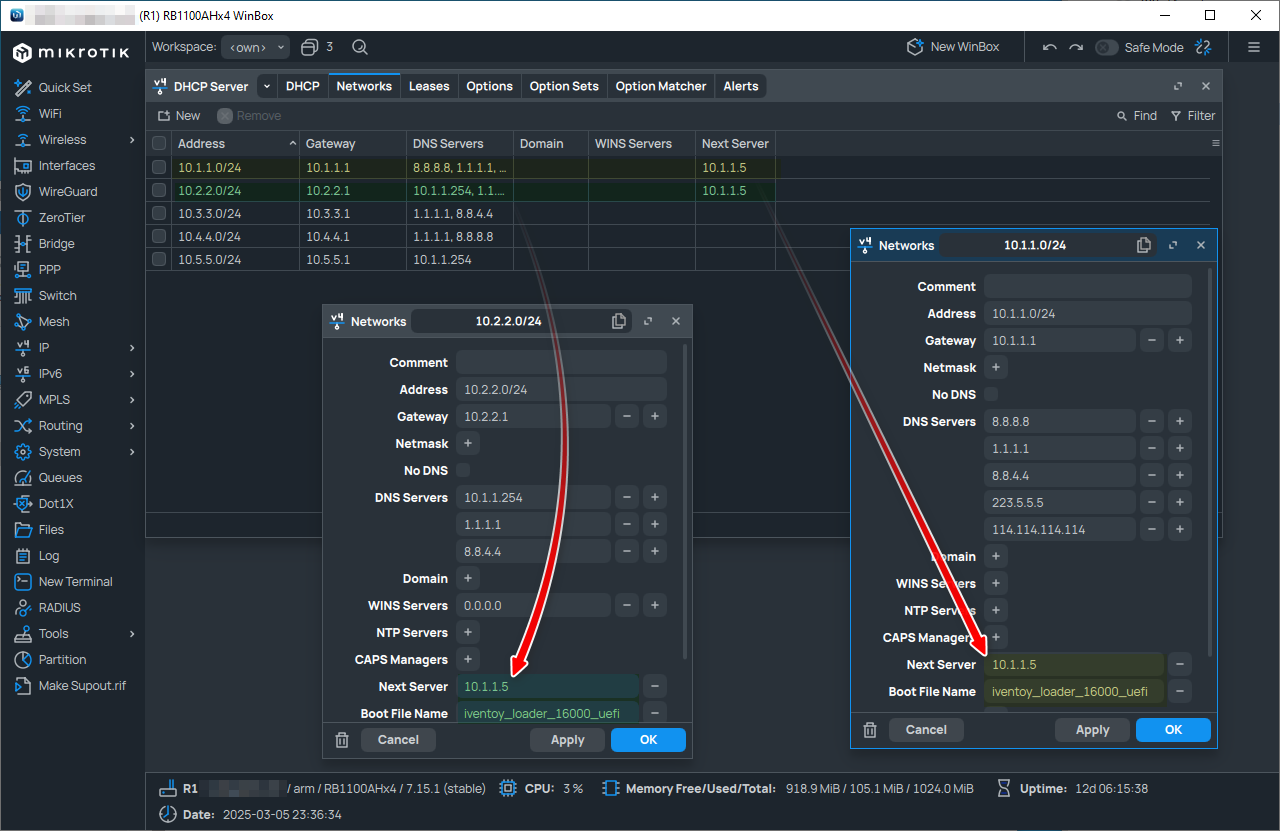 (R1) RB1100AHx4 WinBox
MikroTik
Workspace: <own> 3 New WinBox Safe Mode
Quick Set
WiFi
Wireless
Interfaces
WireGuard
ZeroTier
Bridge
PPP
Switch
Mesh
IP
IPv6
MPLS
Routing
System
Queues
Dot1X
Files
Log
New Terminal
RADIUS
Tools
Partition
Make Supout.rif
DHCP Server DHCP Networks Leases Options Option Sets Option Matcher Alerts
New Remove Find Filter
Address Gateway DNS Servers Domain WINS Servers Next Server
10.1.1.0/24 10.1.1.1 8.8.8.8, 1.1.1.1, ... 10.1.1.5
10.2.2.0/24 10.2.2.1 10.1.1.254, 1.1.... 10.1.1.5
10.3.3.0/24 10.3.3.1 1.1.1.1, 8.8.4.4
10.4.4.0/24 10.4.4.1 1.1.1.1, 8.8.8.8
10.5.5.0/24 10.5.5.1 10.1.1.254
Networks 10.2.2.0/24
Comment
Address 10.2.2.0/24
Gateway 10.2.2.1
Netmask
No DNS
DNS Servers 10.1.1.254
1.1.1.1
8.8.4.4
Domain
WINS Servers 0.0.0.0
NTP Servers
CAPS Managers
Next Server 10.1.1.5
Boot File Name iventoy_loader_16000_uefi
Cancel Apply OK
Networks 10.1.1.0/24
Comment
Address 10.1.1.0/24
Gateway 10.1.1.1
Netmask
No DNS
DNS Servers 8.8.8.8
1.1.1.1
8.8.4.4
223.5.5.5
114.114.114.114
Domain
WINS Servers
NTP Servers
CAPS Managers
Next Server 10.1.1.5
Boot File Name iventoy_loader_16000_uefi
Cancel Apply OK
R1 / arm / RB1100AHx4 / 7.15.1 (stable) CPU: 3 % Memory Free/Used/Total: 918.9 MiB / 105.1 MiB / 1024.0 MiB Uptime: 12d 06:15:38
Date: 2025-03-05 23:36:34